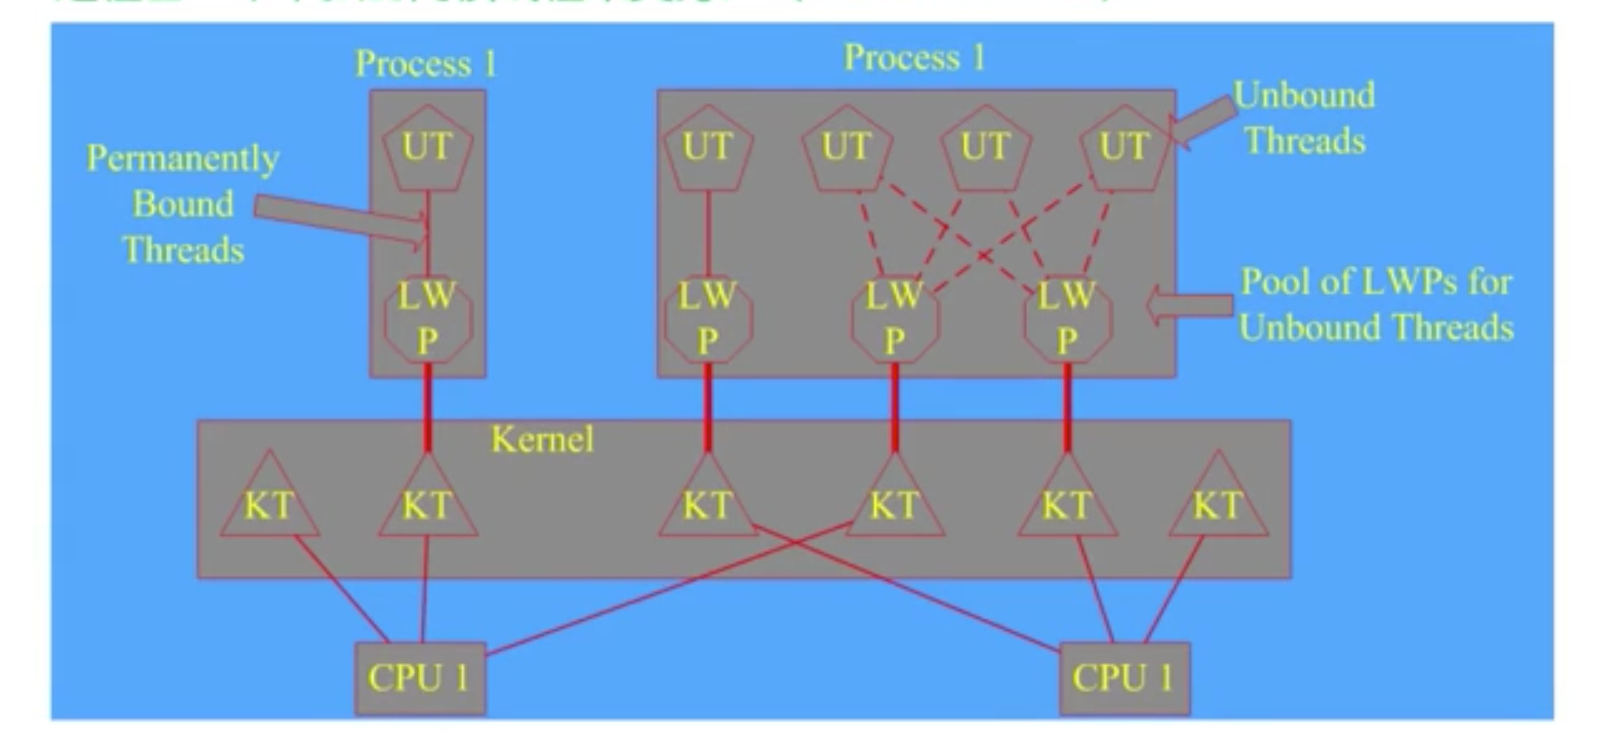 Process 1
Process 1
Unbound
Threads
Permanently
Bound
Threads
UT
UT
UT
UT
UT
LW
P
LW
P
LW
P
LW
P
Pool of LWPs for
Unbound Threads
Kernel
KT
KT
KT
KT
KT
KT
CPU 1
CPU 1